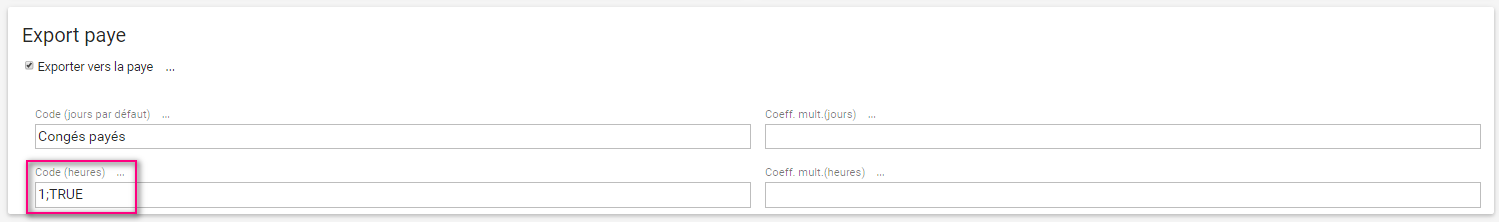 Export paye
Exporter vers la paye ...
Code (jours par défaut) ... Coeff. mult.(jours) ...
Congés payés
Code (heures) ... Coeff. mult.(heures) ...
1;TRUE